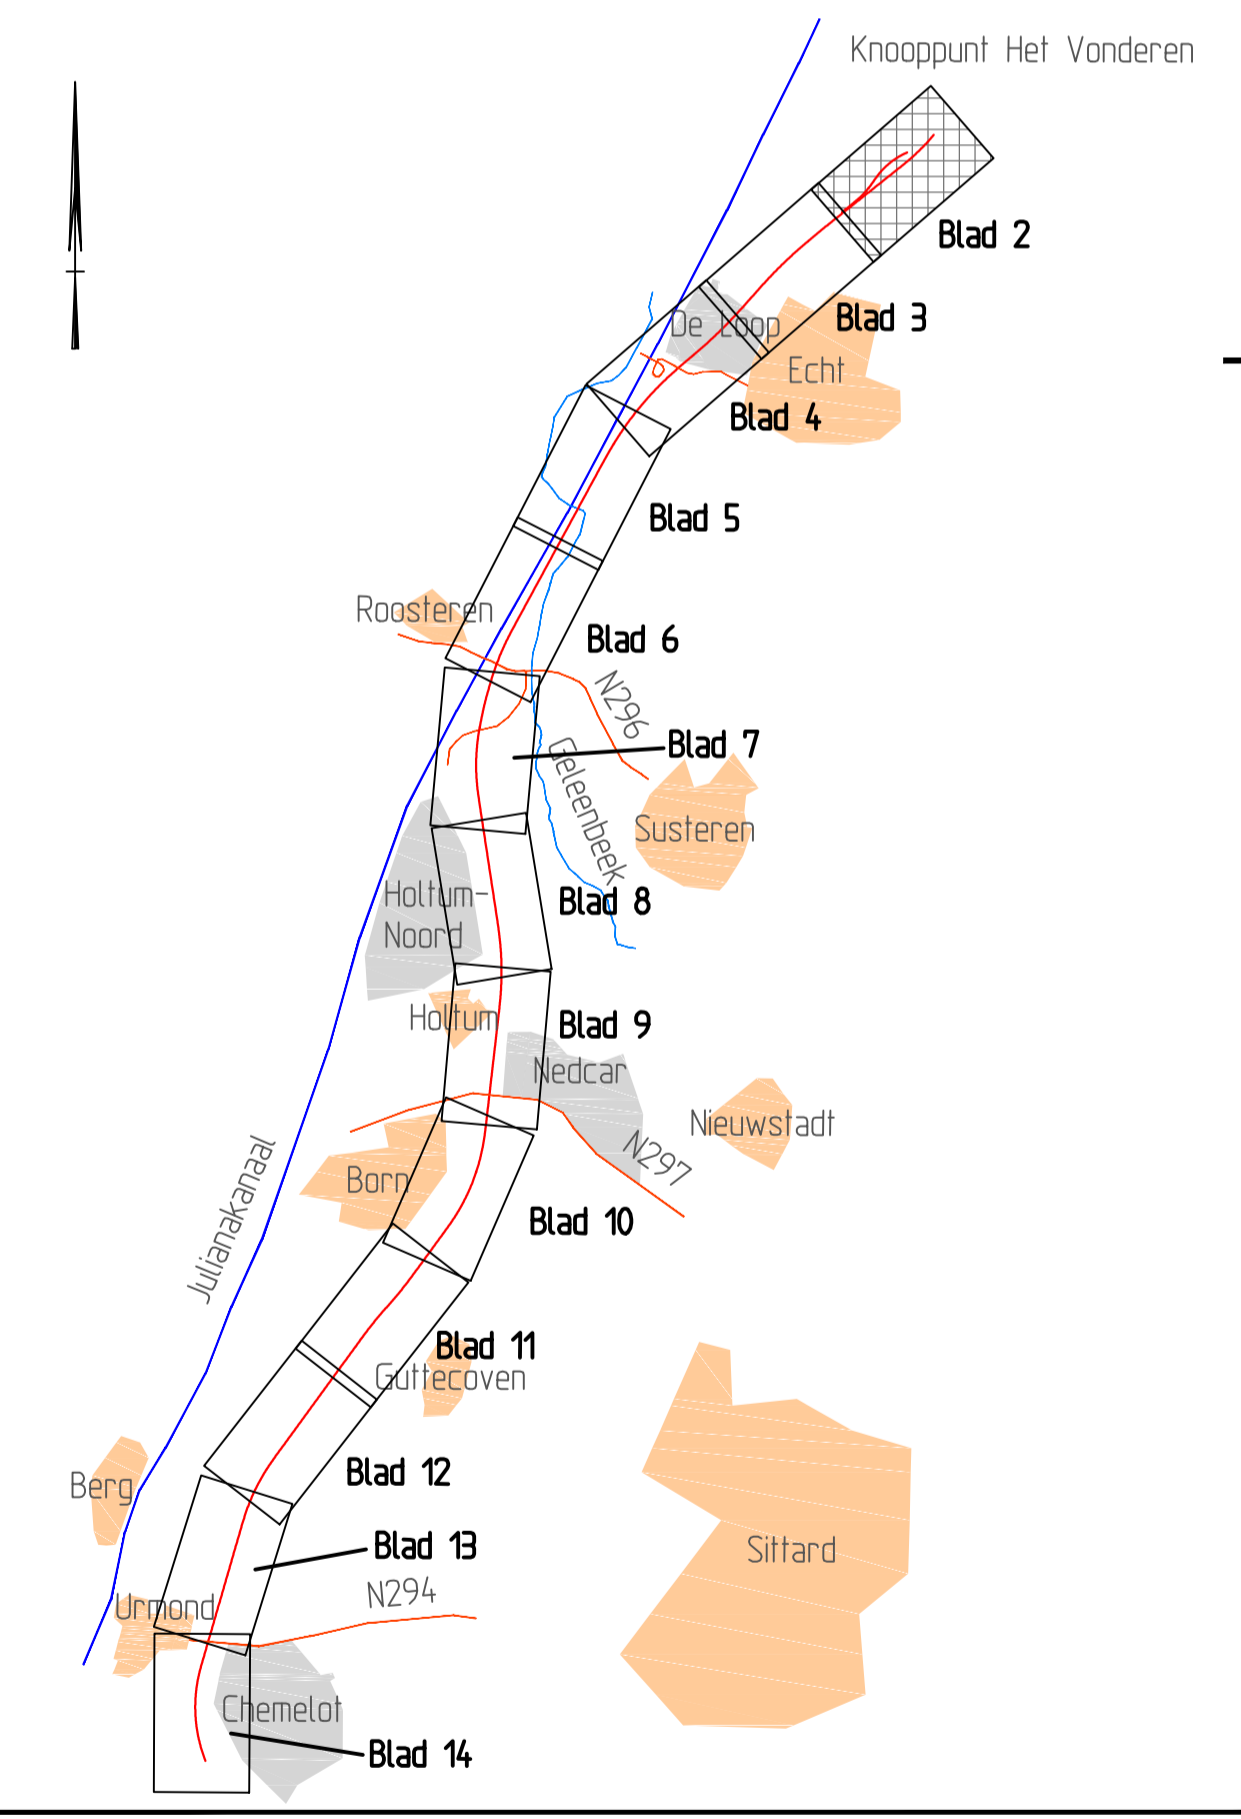 Knooppunt Het Vonderen
Blad 2
Blad 3
De Loop
Echt
Blad 4
Blad 5
Roosteren
Blad 6
N296
Blad 7
Geleenbeek
Susteren
Holtum-
Noord
Blad 8
Holtum
Blad 9
Nedcar
Nieuwstadt
N297
Born
Julianakanaal
Blad 10
Blad 11
Guttecoven
Blad 12
Berg
Blad 13
Sittard
N294
Urmond
Chemelot
Blad 14